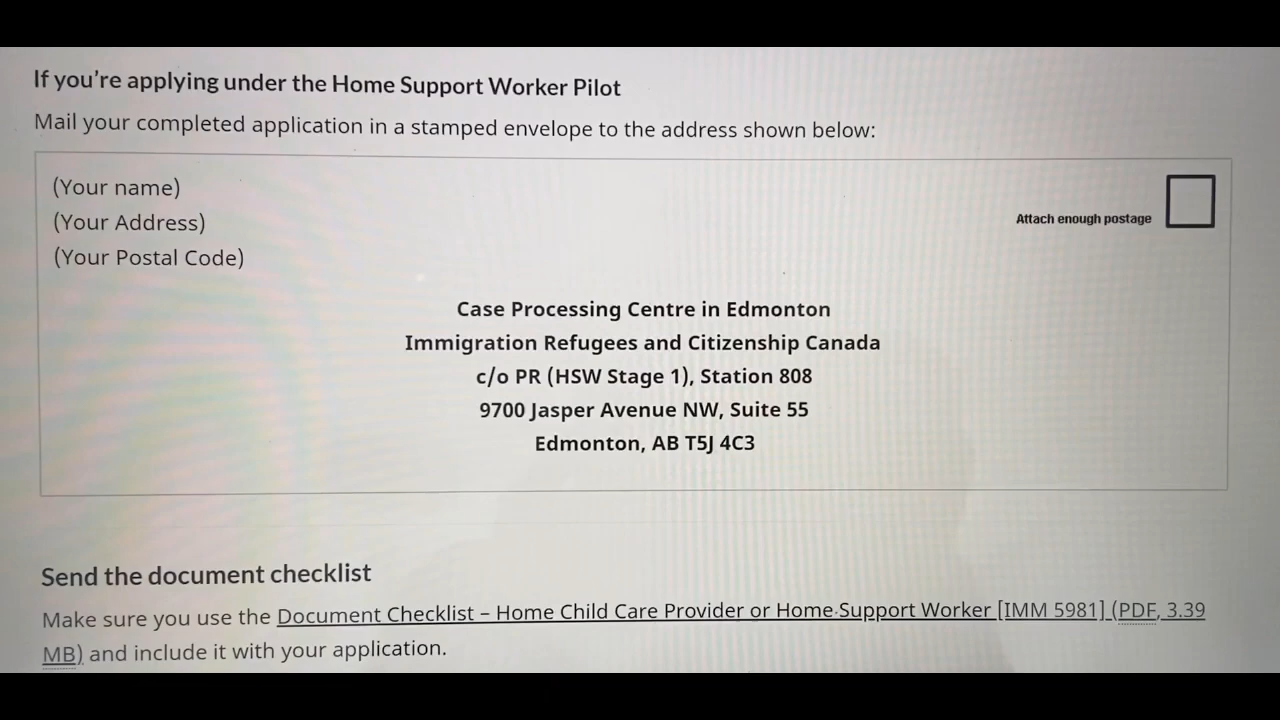 If you're applying under the Home Support Worker Pilot
Mail your completed application in a stamped envelope to the address shown below:
(Your name)
(Your Address)
(Your Postal Code)
Attach enough postage
Case Processing Centre in Edmonton
Immigration Refugees and Citizenship Canada
c/o PR (HSW Stage 1), Station 808
9700 Jasper Avenue NW, Suite 55
Edmonton, AB T5J 4C3
Send the document checklist
Make sure you use the Document Checklist – Home Child Care Provider or Home Support Worker [IMM 5981] (PDF, 3.39
MB) and include it with your application.